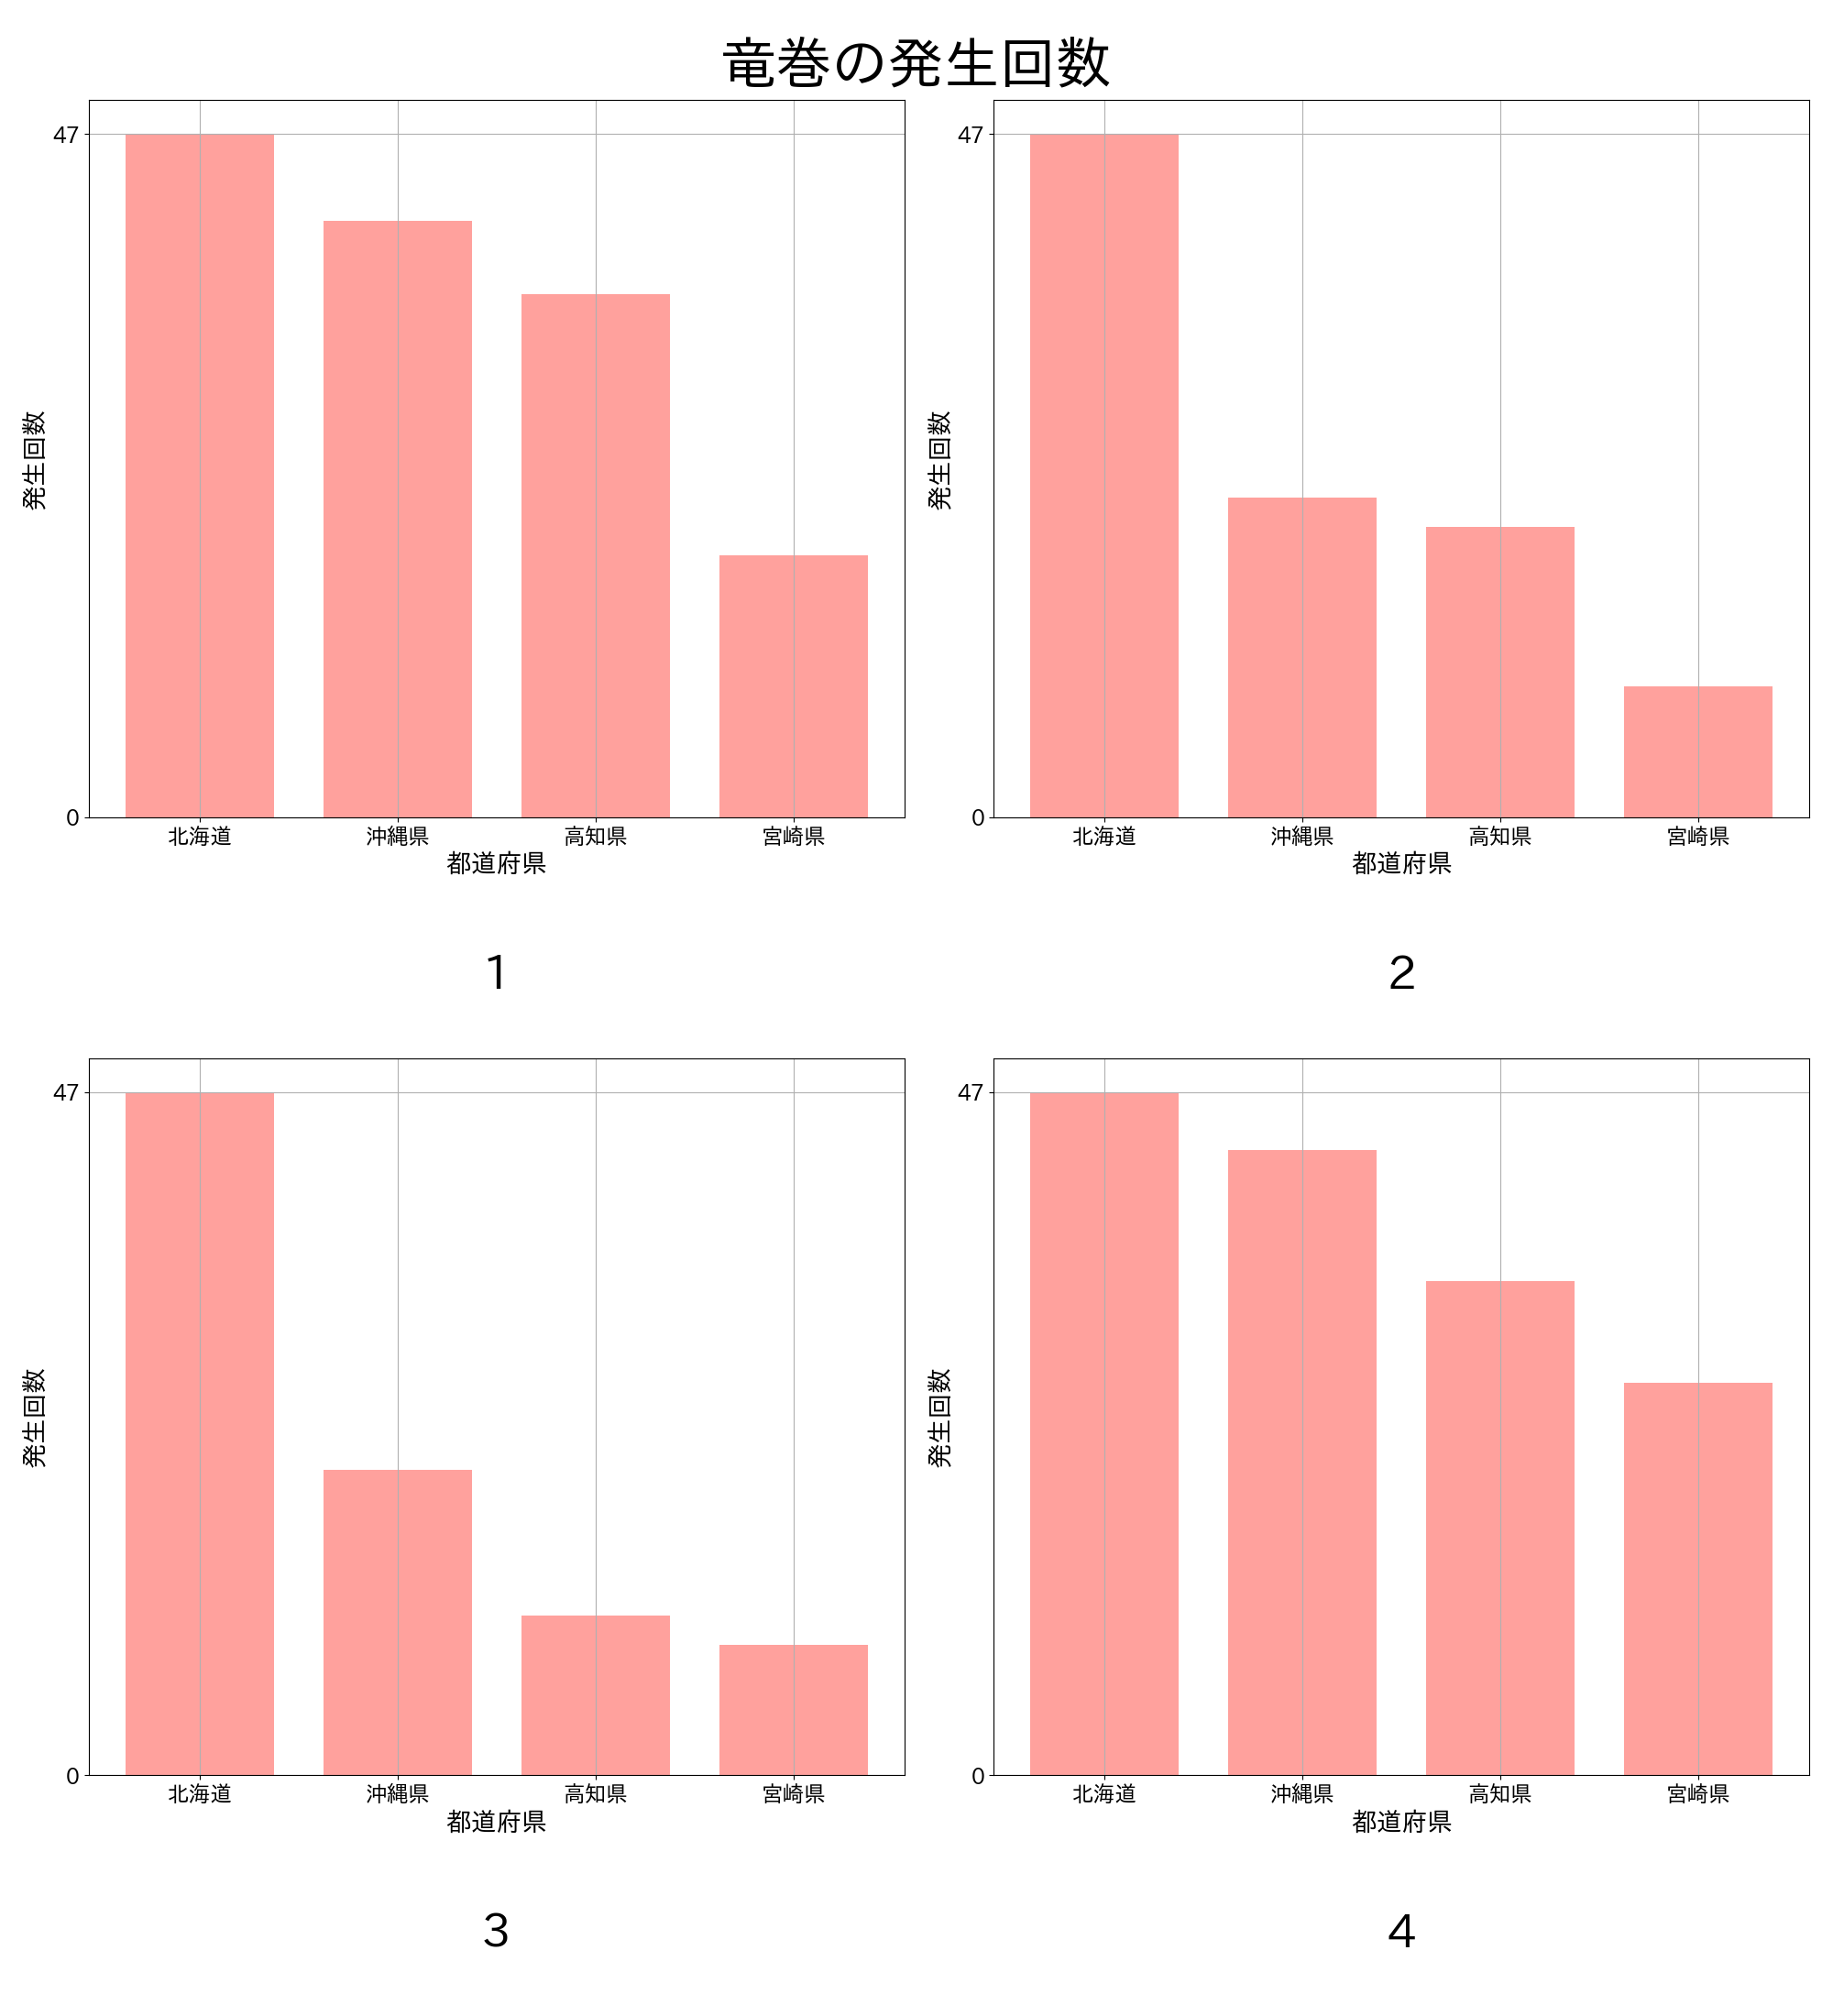 竜巻の発生回数
47
0
発生回数
北海道 沖縄県 高知県 宮崎県
都道府県
1
47
0
発生回数
北海道 沖縄県 高知県 宮崎県
都道府県
2
47
0
発生回数
北海道 沖縄県 高知県 宮崎県
都道府県
3
47
0
発生回数
北海道 沖縄県 高知県 宮崎県
都道府県
4